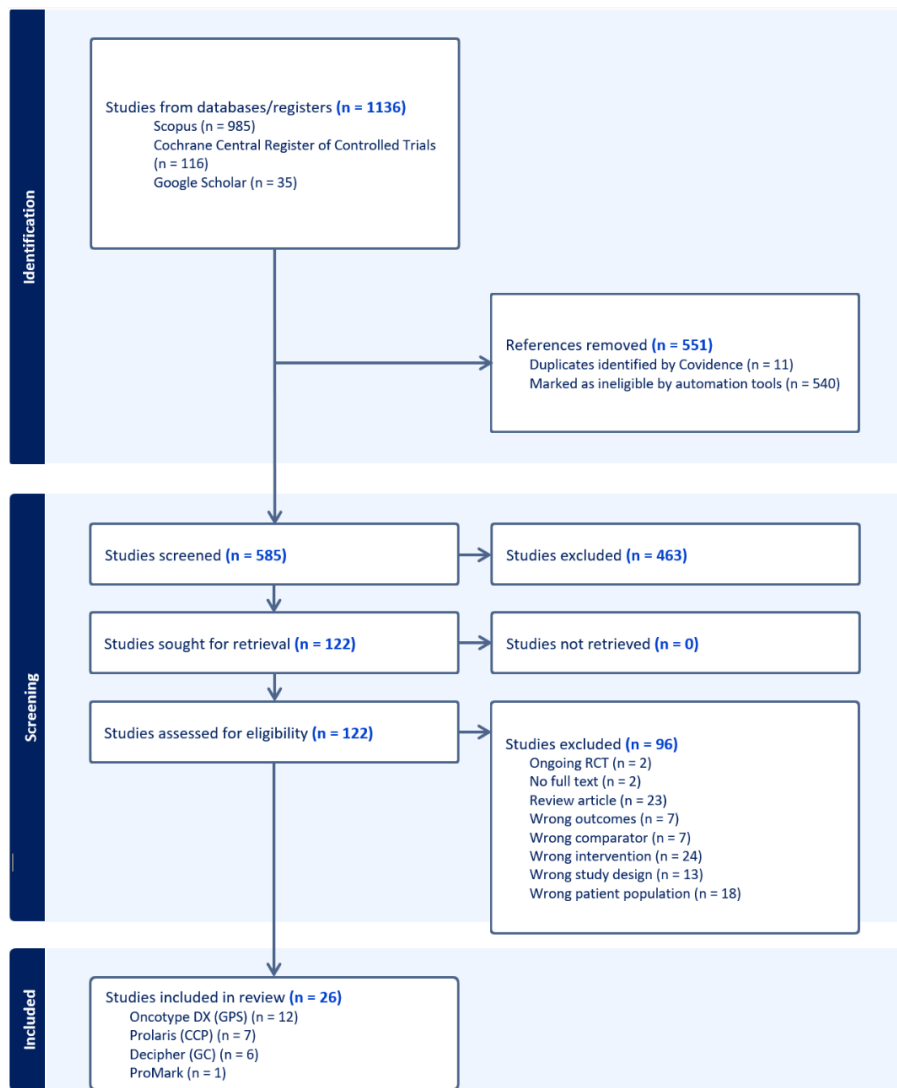 Identification
Studies from databases/registers (n = 1136)
Scopus (n = 985)
Cochrane Central Register of Controlled Trials
(n = 116)
Google Scholar (n = 35)
References removed (n = 551)
Duplicates identified by Covidence (n = 11)
Marked as ineligible by automation tools (n = 540)
Screening
Studies screened (n = 585)
Studies excluded (n = 463)
Studies sought for retrieval (n = 122)
Studies not retrieved (n = 0)
Studies assessed for eligibility (n = 122)
Studies excluded (n = 96)
Ongoing RCT (n = 2)
No full text (n = 2)
Review article (n = 23)
Wrong outcomes (n = 7)
Wrong comparator (n = 7)
Wrong intervention (n = 24)
Wrong study design (n = 13)
Wrong patient population (n = 18)
Included
Studies included in review (n = 26)
Oncotype DX (GPS) (n = 12)
Prolaris (CCP) (n = 7)
Decipher (GC) (n = 6)
ProMark (n = 1)